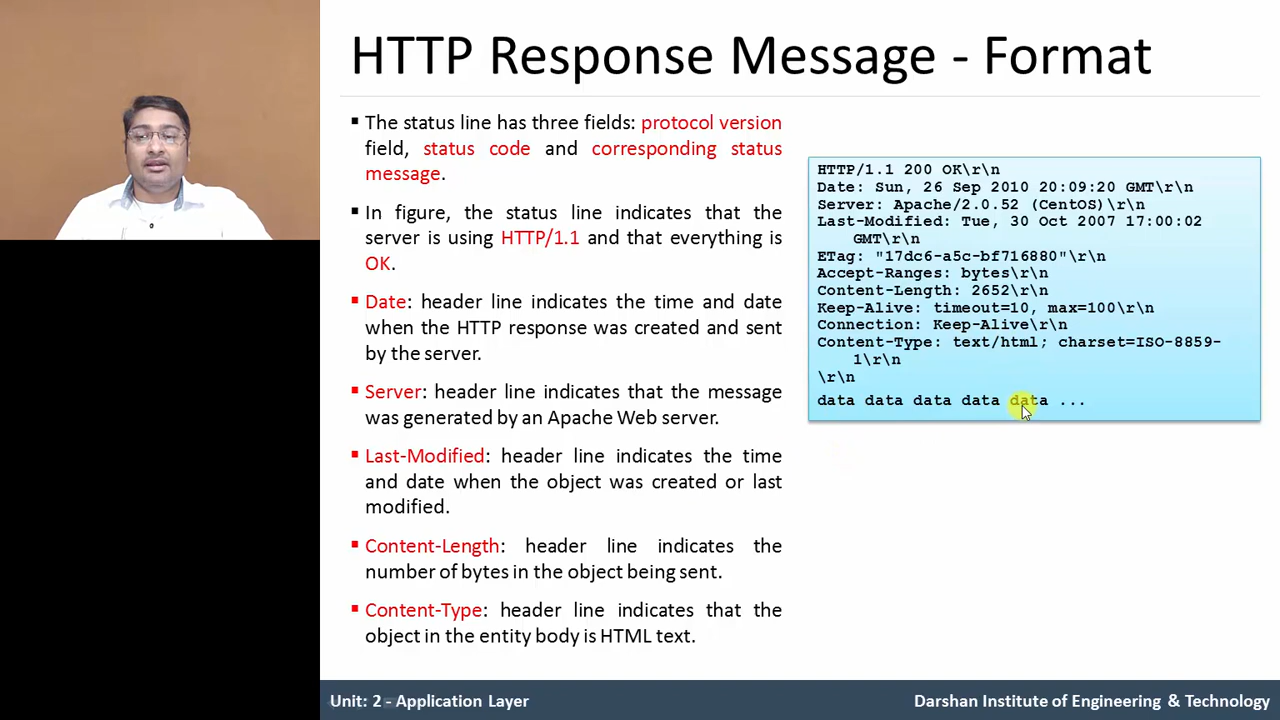 HTTP Response Message - Format
▪ The status line has three fields: protocol version
field, status code and corresponding status
message.
▪ In figure, the status line indicates that the
server is using HTTP/1.1 and that everything is
OK.
▪ Date: header line indicates the time and date
when the HTTP response was created and sent
by the server.
▪ Server: header line indicates that the message
was generated by an Apache Web server.
▪ Last-Modified: header line indicates the time
and date when the object was created or last
modified.
▪ Content-Length: header line indicates the
number of bytes in the object being sent.
▪ Content-Type: header line indicates that the
object in the entity body is HTML text.
HTTP/1.1 200 OK\r\n
Date: Sun, 26 Sep 2010 20:09:20 GMT\r\n
Server: Apache/2.0.52 (CentOS)\r\n
Last-Modified: Tue, 30 Oct 2007 17:00:02
GMT\r\n
ETag: "17dc6-a5c-bf716880"\r\n
Accept-Ranges: bytes\r\n
Content-Length: 2652\r\n
Keep-Alive: timeout=10, max=100\r\n
Connection: Keep-Alive\r\n
Content-Type: text/html; charset=ISO-8859-
1\r\n
\r\n
data data data data data ...
Unit: 2 - Application Layer
Darshan Institute of Engineering & Technology